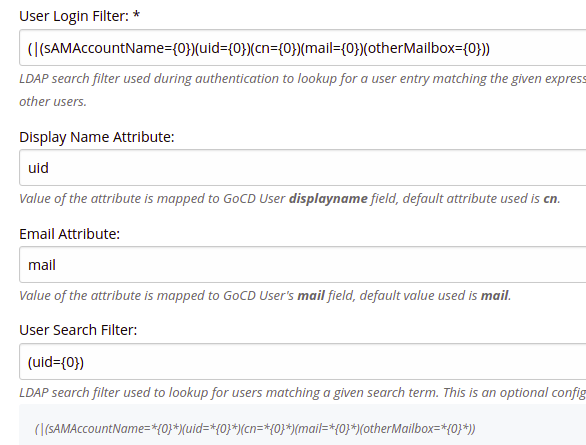 User Login Filter: *
(|(sAMAccountName={0})(uid={0})(cn={0})(mail={0})(otherMailbox={0}))
LDAP search filter used during authentication to lookup for a user entry matching the given express
other users.
Display Name Attribute:
uid
Value of the attribute is mapped to GoCD User displayname field, default attribute used is cn.
Email Attribute:
mail
Value of the attribute is mapped to GoCD User's mail field, default value used is mail.
User Search Filter:
(uid={0})
LDAP search filter used to lookup for users matching a given search term. This is an optional config
(|(sAMAccountName=*{0}*)(uid=*{0}*)(cn=*{0}*)(mail=*{0}*)(otherMailbox=*{0}*))